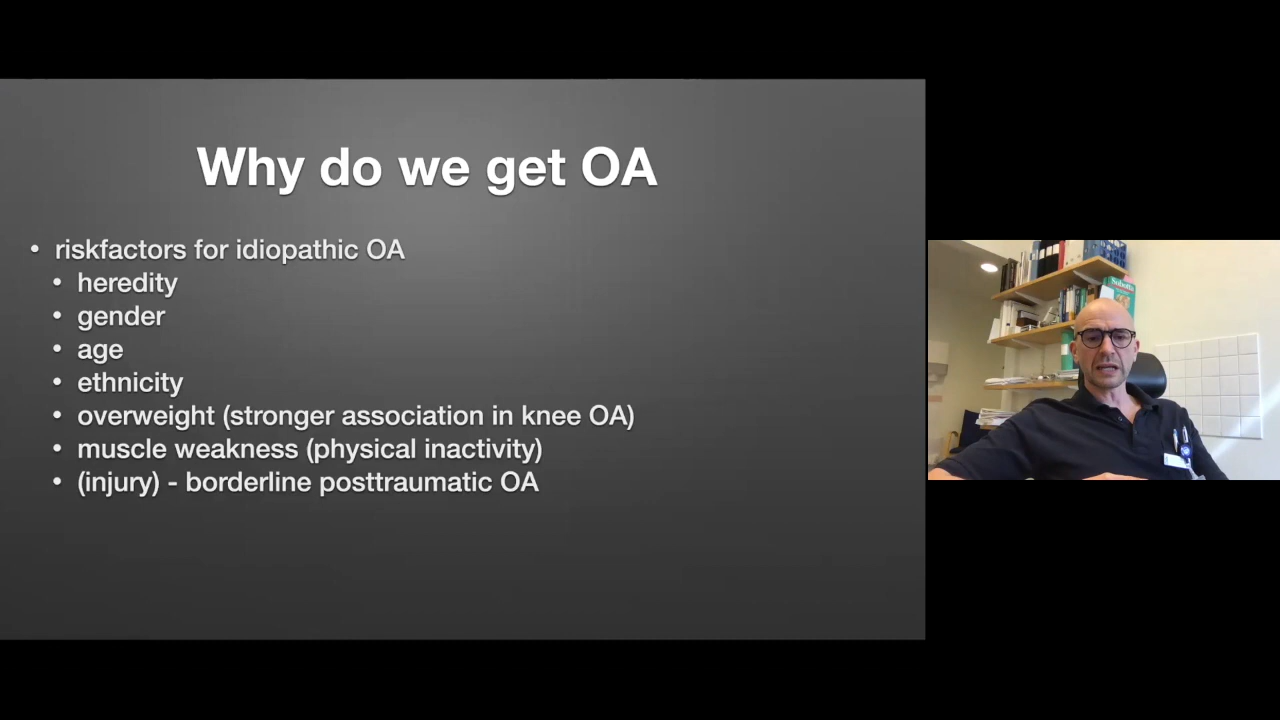 Why do we get OA
• riskfactors for idiopathic OA
• heredity
• gender
• age
• ethnicity
• overweight (stronger association in knee OA)
• muscle weakness (physical inactivity)
• (injury) - borderline posttraumatic OA
Sobotta